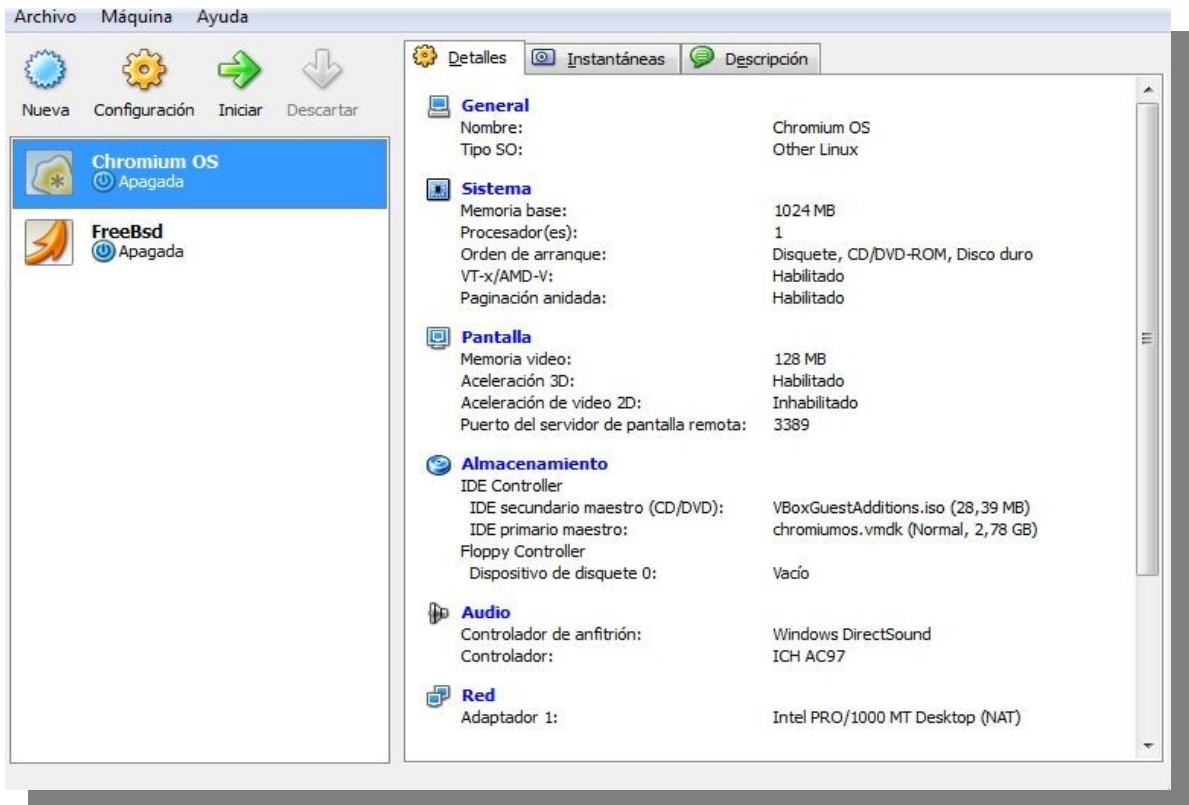 Archivo Máquina Ayuda
Nueva Configuración Iniciar Descartar
Chromium OS
Apagada
FreeBsd
Apagada
Detalles Instantáneas Descripción
General
Nombre: Chromium OS
Tipo SO: Other Linux
Sistema
Memoria base: 1024 MB
Procesador(es): 1
Orden de arranque: Disquete, CD/DVD-ROM, Disco duro
VT-x/AMD-V: Habilitado
Paginación anidada: Habilitado
Pantalla
Memoria video: 128 MB
Aceleración 3D: Habilitado
Aceleración de video 2D: Inhabilitado
Puerto del servidor de pantalla remota: 3389
Almacenamiento
IDE Controller
IDE secundario maestro (CD/DVD): VBoxGuestAdditions.iso (28,39 MB)
IDE primario maestro: chromiumos.vmdk (Normal, 2,78 GB)
Floppy Controller
Dispositivo de disquete 0: Vacío
Audio
Controlador de anfitrión: Windows DirectSound
Controlador: ICH AC97
Red
Adaptador 1: Intel PRO/1000 MT Desktop (NAT)